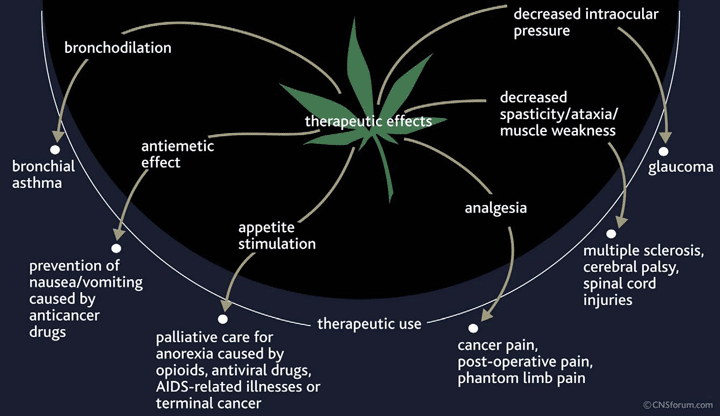 decreased intraocular
pressure
bronchodilation
decreased
spasticity/ataxia/
muscle weakness
therapeutic effects
antiemetic
effect
bronchial
asthma
glaucoma
analgesia
appetite
stimulation
prevention of
nausea/vomiting
caused by
anticancer
drugs
multiple sclerosis,
cerebral palsy,
spinal cord
injuries
therapeutic use
palliative care for
anorexia caused by
opioids, antiviral drugs,
AIDS-related illnesses or
terminal cancer
cancer pain,
post-operative pain,
phantom limb pain
© CNSforum.com